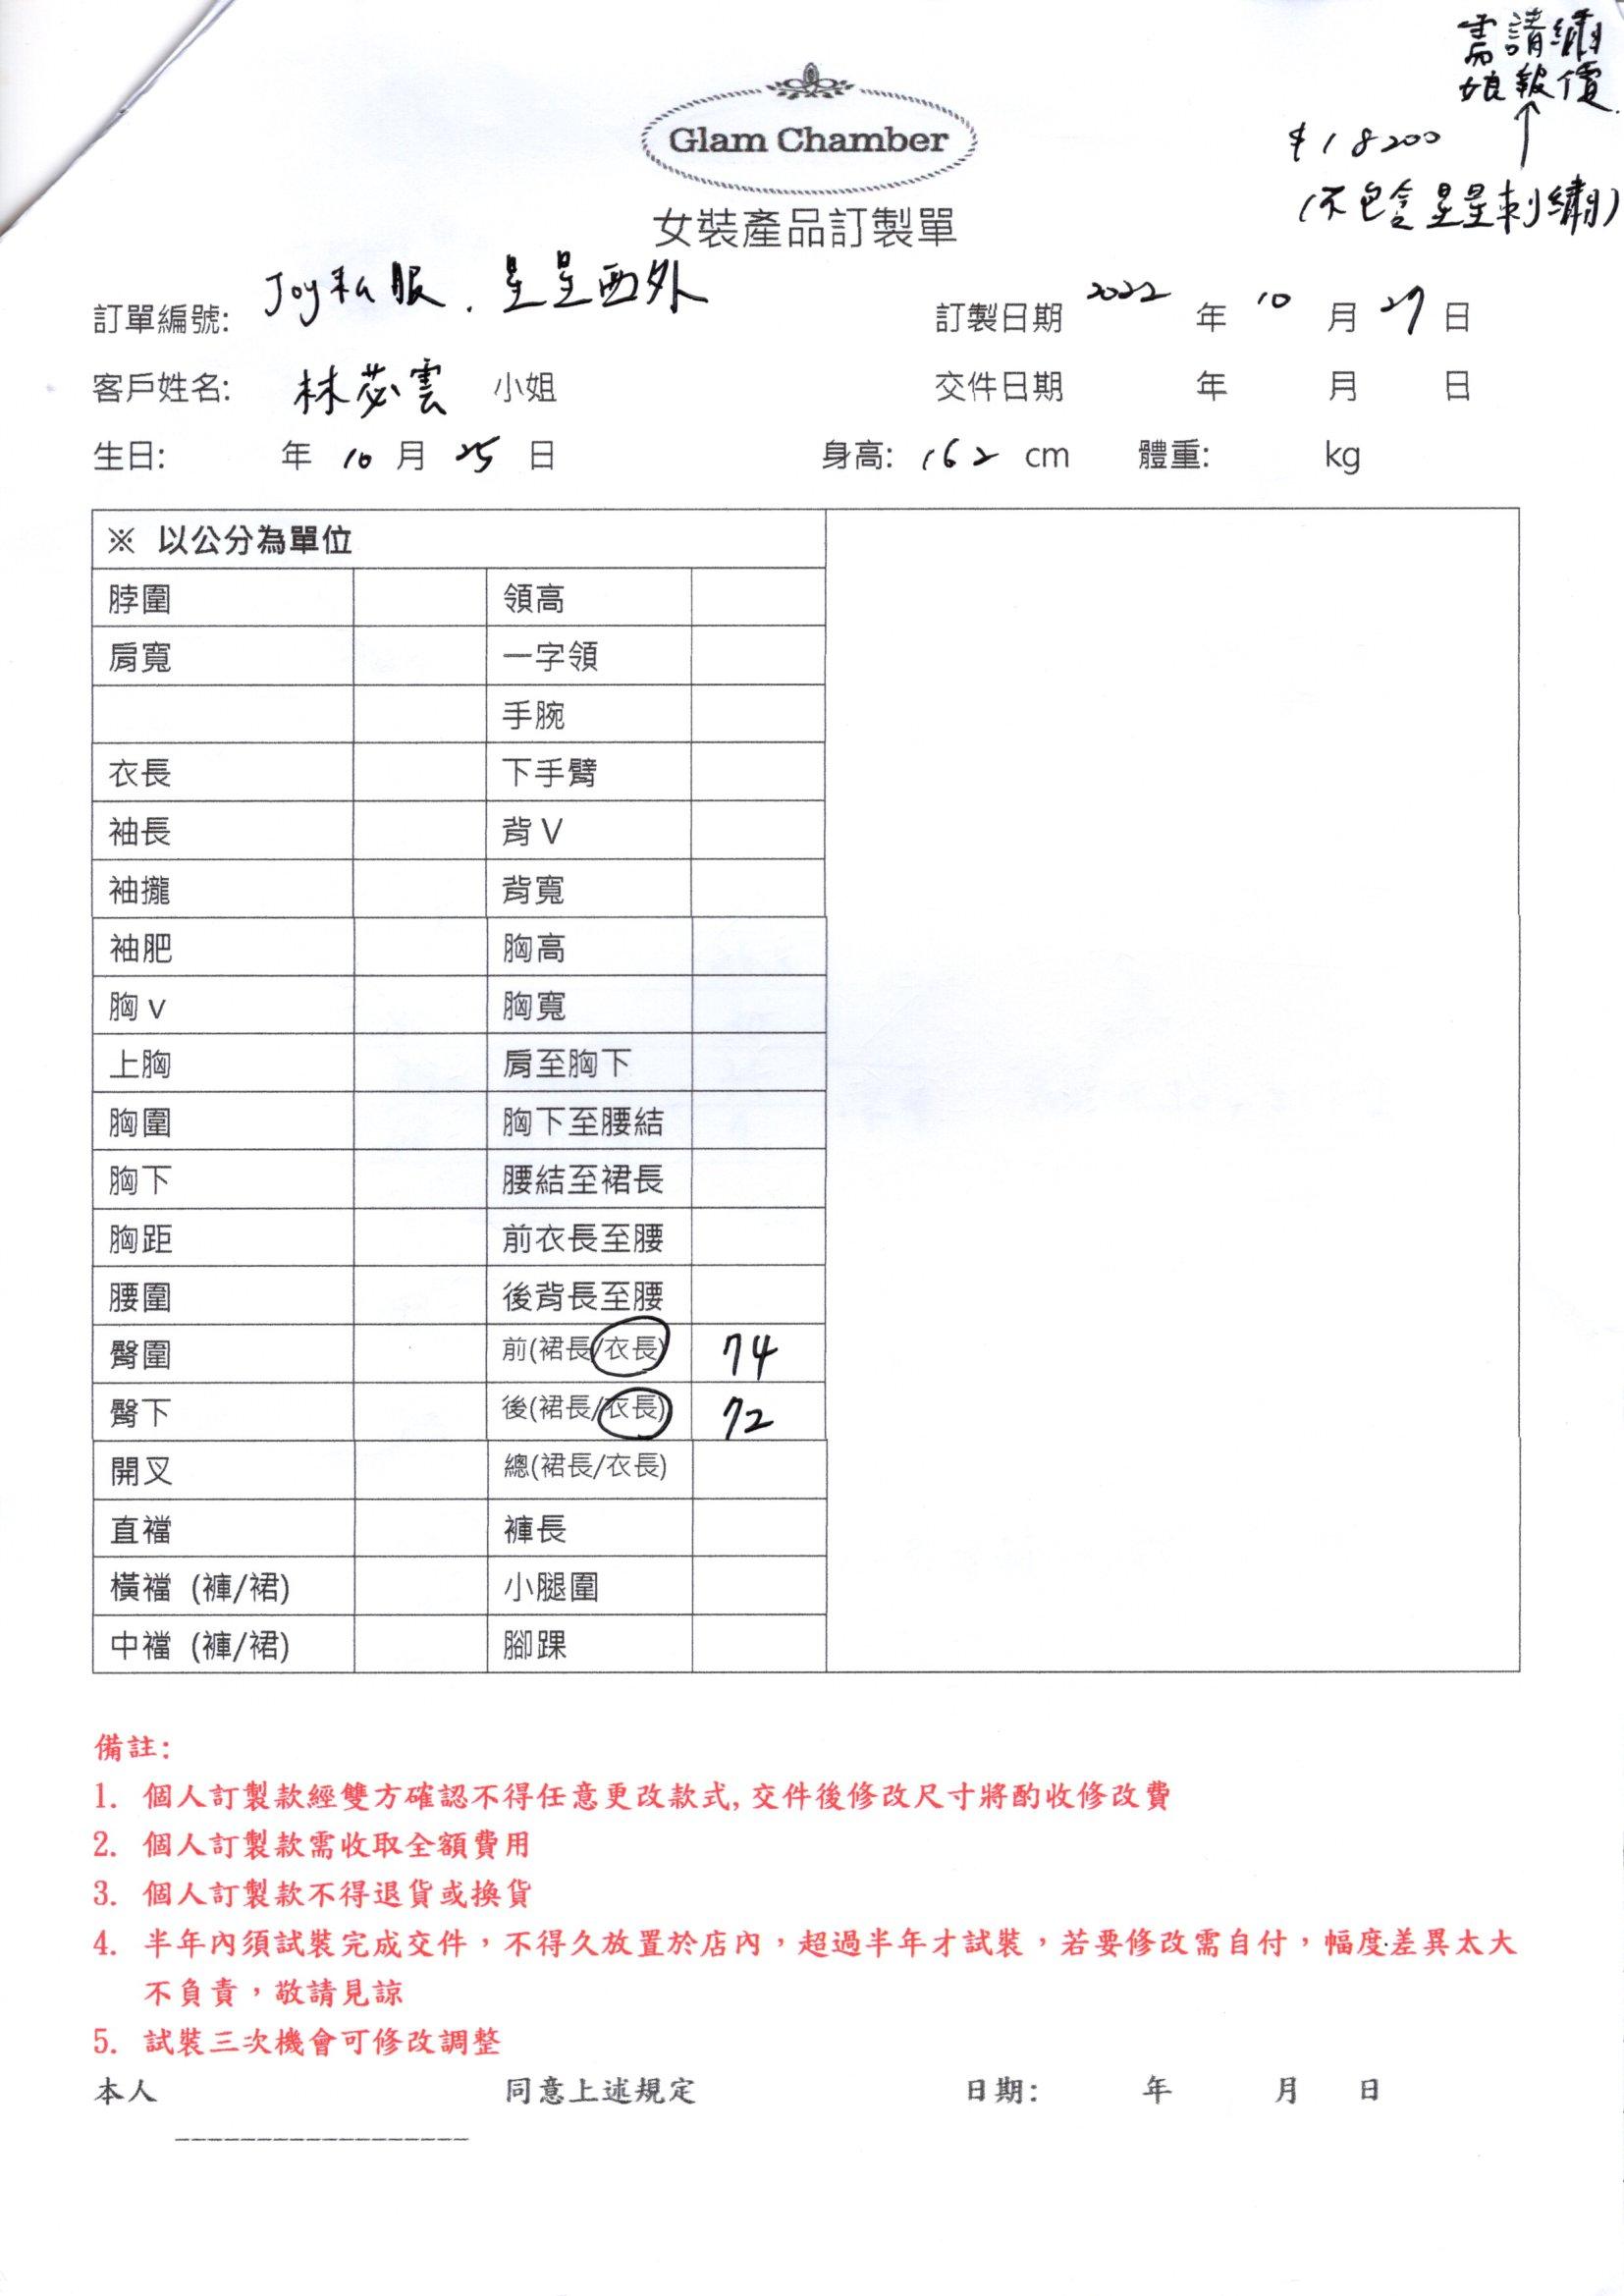 需請繡
娘報價.
$18200
(不包含星星刺繡)
Glam Chamber
女裝產品訂製單
訂單編號: Joy私服.星星西外 訂製日期 2022 年 10 月 27 日
客戶姓名: 林苾雲 小姐 交件日期 年 月 日
生日: 年 10 月 25 日 身高: 162 cm 體重: kg
※ 以公分為單位
脖圍 領高
肩寬 一字領
手腕
衣長 下手臂
袖長 背 V
袖攏 背寬
袖肥 胸高
胸 v 胸寬
上胸 肩至胸下
胸圍 胸下至腰結
胸下 腰結至裙長
胸距 前衣長至腰
腰圍 後背長至腰
臀圍 前(裙長/衣長) 74
臀下 後(裙長/衣長) 72
開叉 總(裙長/衣長)
直襠 褲長
橫襠 (褲/裙) 小腿圍
中襠 (褲/裙) 腳踝
備註:
1. 個人訂製款經雙方確認不得任意更改款式,交件後修改尺寸將酌收修改費
2. 個人訂製款需收取全額費用
3. 個人訂製款不得退貨或換貨
4. 半年內須試裝完成交件，不得久放置於店內，超過半年才試裝，若要修改需自付，幅度差異太大
不負責，敬請見諒
5. 試裝三次機會可修改調整
本人 同意上述規定 日期: 年 月 日